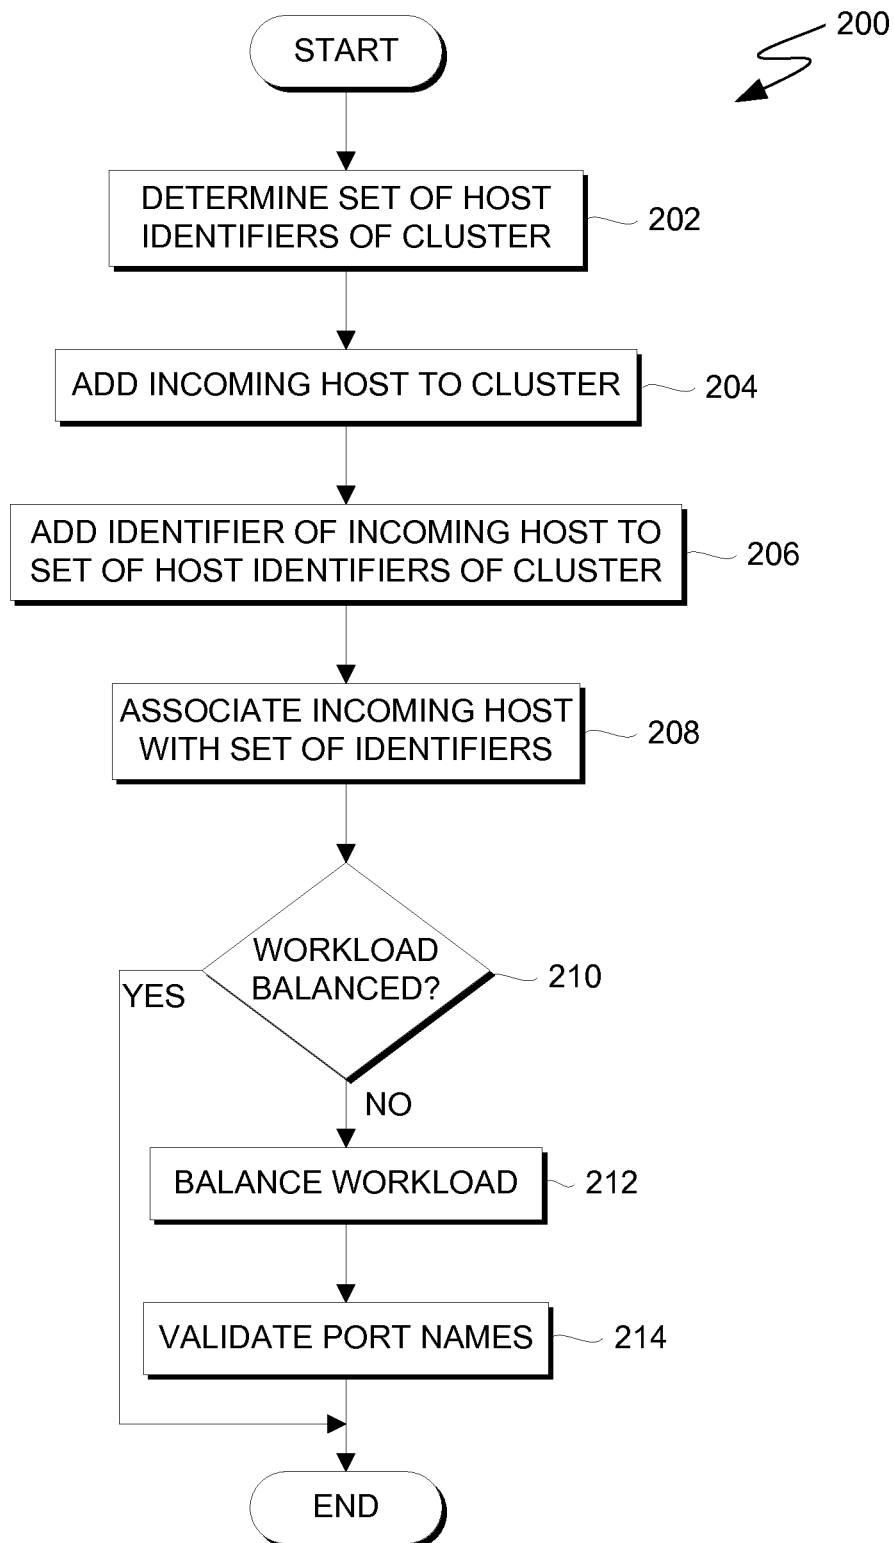 200
START
DETERMINE SET OF HOST
IDENTIFIERS OF CLUSTER
202
ADD INCOMING HOST TO CLUSTER
204
ADD IDENTIFIER OF INCOMING HOST TO
SET OF HOST IDENTIFIERS OF CLUSTER
206
ASSOCIATE INCOMING HOST
WITH SET OF IDENTIFIERS
208
WORKLOAD
BALANCED?
210
YES
NO
BALANCE WORKLOAD
212
VALIDATE PORT NAMES
214
END